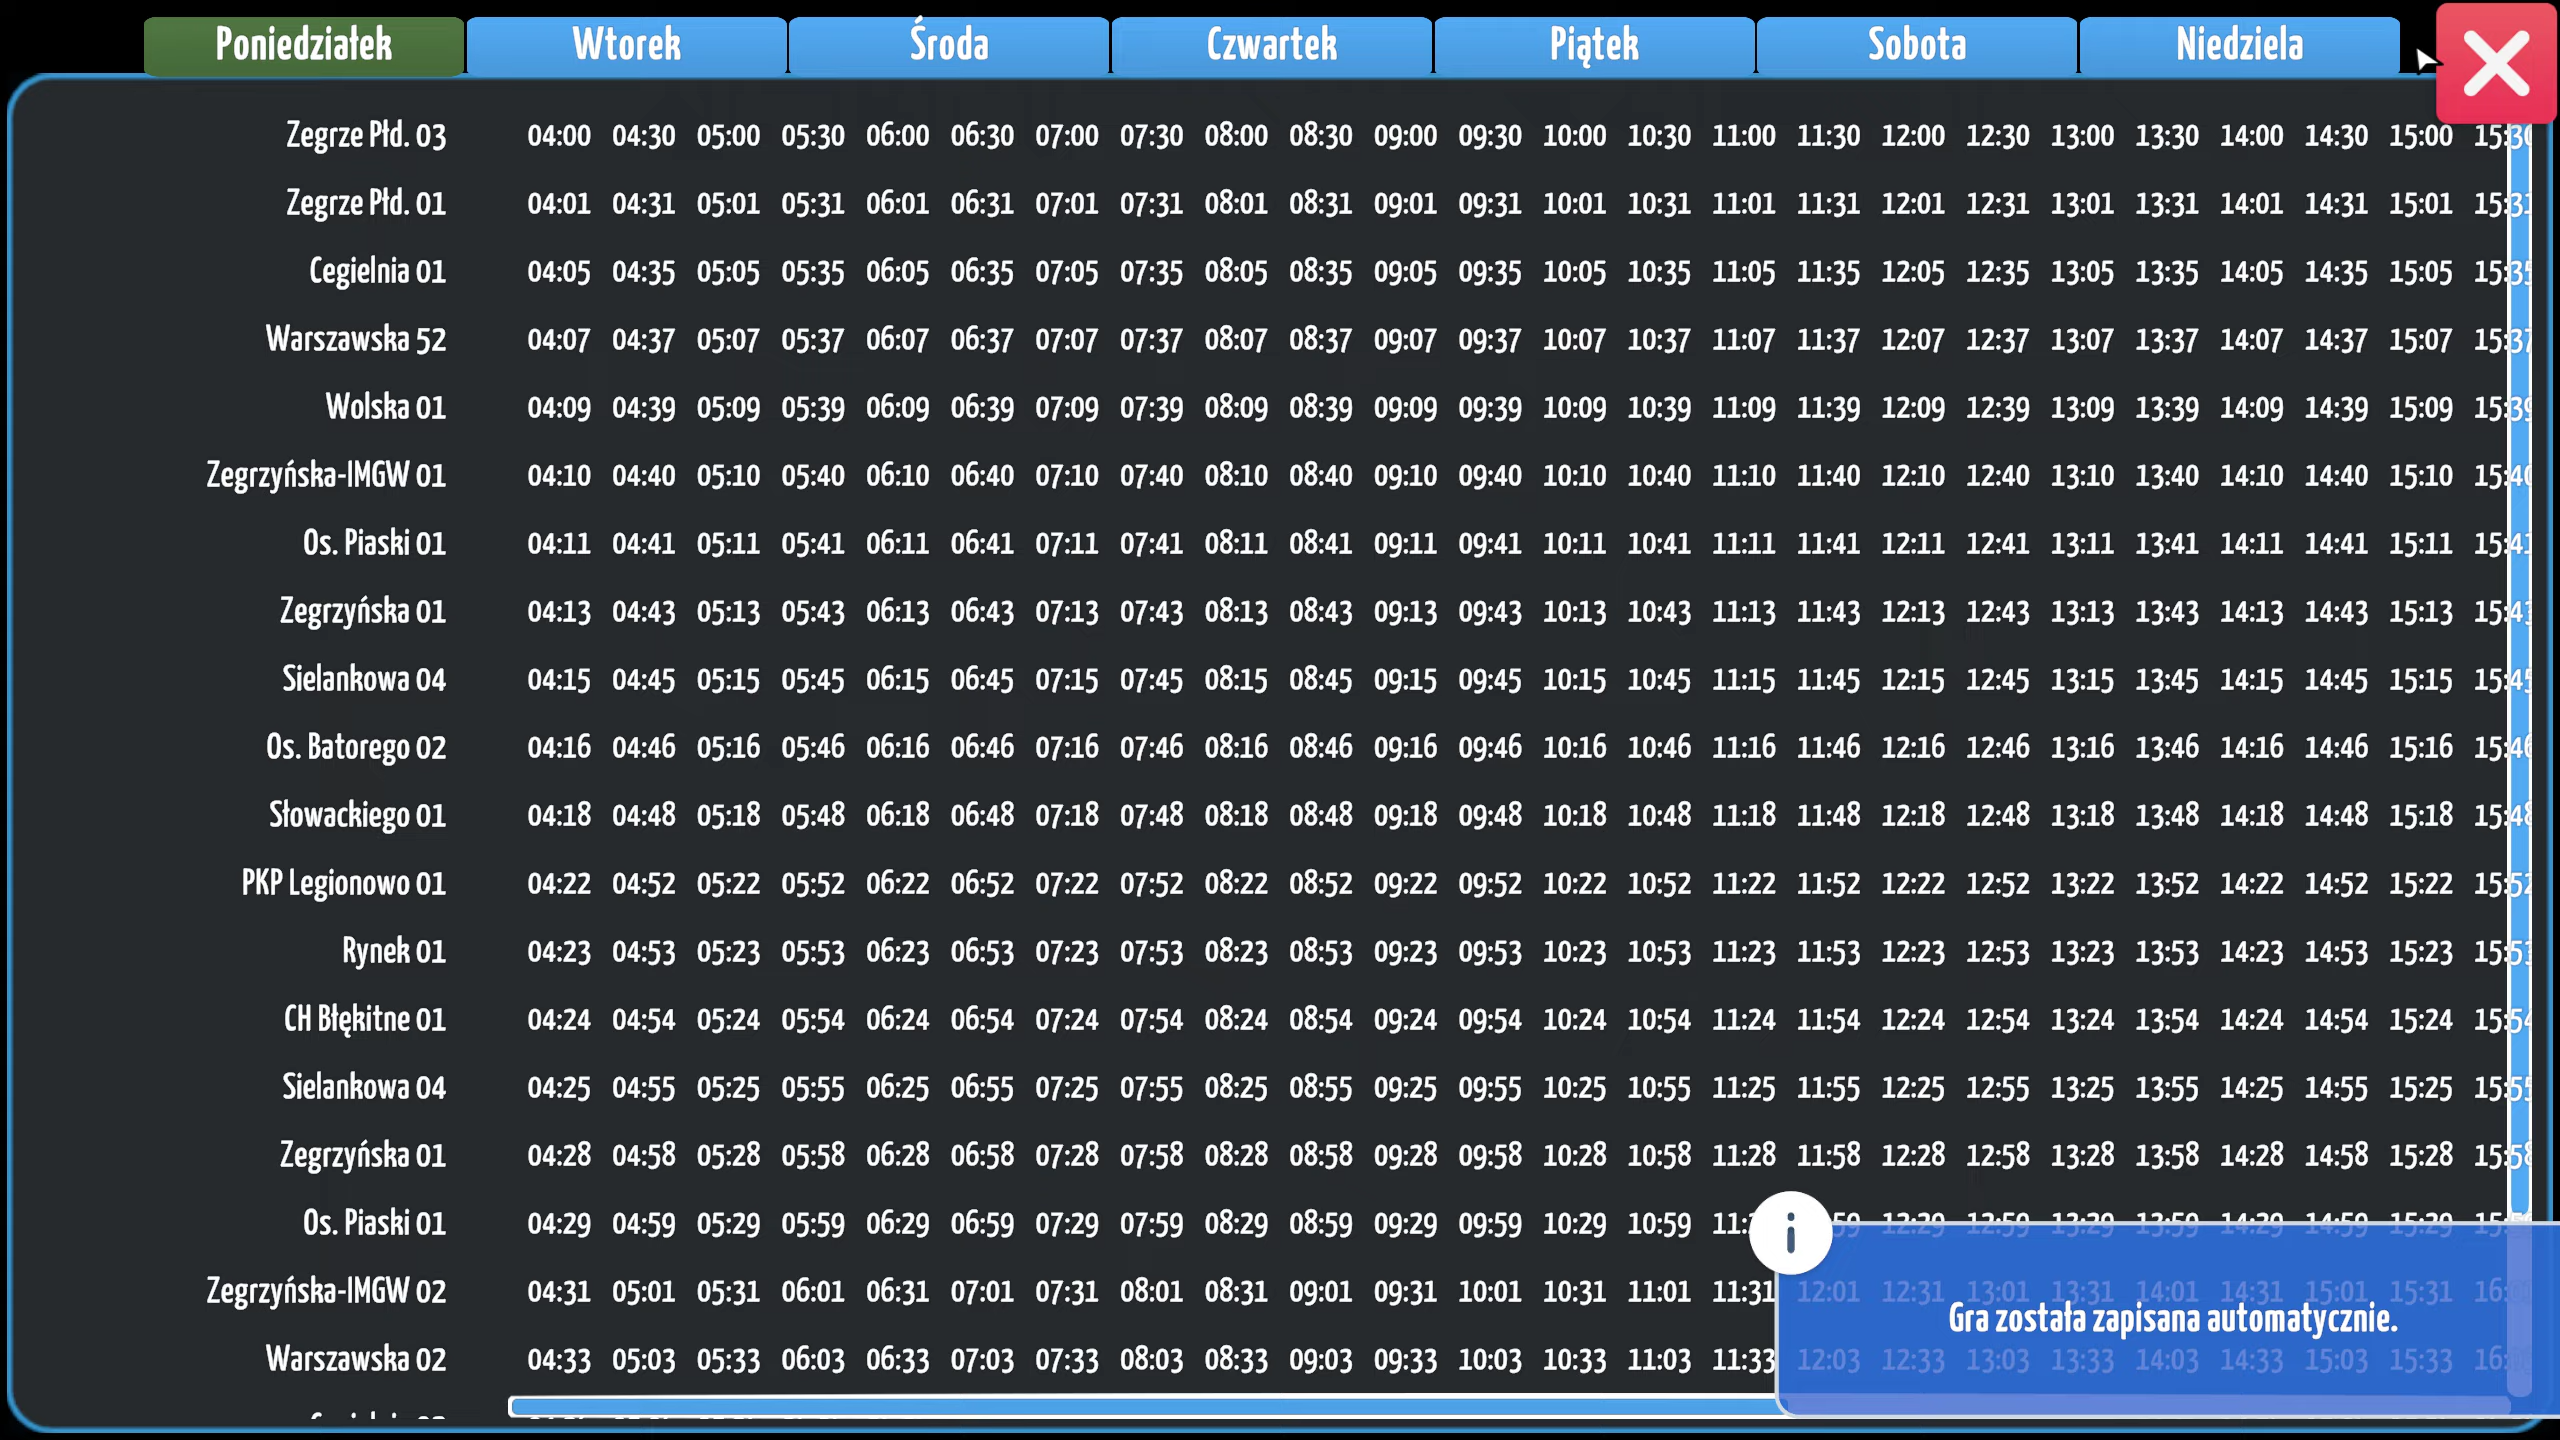 Poniedziałek Wtorek Środa Czwartek Piątek Sobota Niedziela
Zegrze Płd. 03 04:00 04:30 05:00 05:30 06:00 06:30 07:00 07:30 08:00 08:30 09:00 09:30 10:00 10:30 11:00 11:30 12:00 12:30 13:00 13:30 14:00 14:30 15:00 15:30
Zegrze Płd. 01 04:01 04:31 05:01 05:31 06:01 06:31 07:01 07:31 08:01 08:31 09:01 09:31 10:01 10:31 11:01 11:31 12:01 12:31 13:01 13:31 14:01 14:31 15:01 15:31
Cegielnia 01 04:05 04:35 05:05 05:35 06:05 06:35 07:05 07:35 08:05 08:35 09:05 09:35 10:05 10:35 11:05 11:35 12:05 12:35 13:05 13:35 14:05 14:35 15:05 15:35
Warszawska 52 04:07 04:37 05:07 05:37 06:07 06:37 07:07 07:37 08:07 08:37 09:07 09:37 10:07 10:37 11:07 11:37 12:07 12:37 13:07 13:37 14:07 14:37 15:07 15:37
Wolska 01 04:09 04:39 05:09 05:39 06:09 06:39 07:09 07:39 08:09 08:39 09:09 09:39 10:09 10:39 11:09 11:39 12:09 12:39 13:09 13:39 14:09 14:39 15:09 15:39
Zegrzyńska-IMGW 01 04:10 04:40 05:10 05:40 06:10 06:40 07:10 07:40 08:10 08:40 09:10 09:40 10:10 10:40 11:10 11:40 12:10 12:40 13:10 13:40 14:10 14:40 15:10 15:40
Os. Piaski 01 04:11 04:41 05:11 05:41 06:11 06:41 07:11 07:41 08:11 08:41 09:11 09:41 10:11 10:41 11:11 11:41 12:11 12:41 13:11 13:41 14:11 14:41 15:11 15:41
Zegrzyńska 01 04:13 04:43 05:13 05:43 06:13 06:43 07:13 07:43 08:13 08:43 09:13 09:43 10:13 10:43 11:13 11:43 12:13 12:43 13:13 13:43 14:13 14:43 15:13 15:43
Sielankowa 04 04:15 04:45 05:15 05:45 06:15 06:45 07:15 07:45 08:15 08:45 09:15 09:45 10:15 10:45 11:15 11:45 12:15 12:45 13:15 13:45 14:15 14:45 15:15 15:45
Os. Batorego 02 04:16 04:46 05:16 05:46 06:16 06:46 07:16 07:46 08:16 08:46 09:16 09:46 10:16 10:46 11:16 11:46 12:16 12:46 13:16 13:46 14:16 14:46 15:16 15:46
Słowackiego 01 04:18 04:48 05:18 05:48 06:18 06:48 07:18 07:48 08:18 08:48 09:18 09:48 10:18 10:48 11:18 11:48 12:18 12:48 13:18 13:48 14:18 14:48 15:18 15:48
PKP Legionowo 01 04:22 04:52 05:22 05:52 06:22 06:52 07:22 07:52 08:22 08:52 09:22 09:52 10:22 10:52 11:22 11:52 12:22 12:52 13:22 13:52 14:22 14:52 15:22 15:52
Rynek 01 04:23 04:53 05:23 05:53 06:23 06:53 07:23 07:53 08:23 08:53 09:23 09:53 10:23 10:53 11:23 11:53 12:23 12:53 13:23 13:53 14:23 14:53 15:23 15:53
CH Błękitne 01 04:24 04:54 05:24 05:54 06:24 06:54 07:24 07:54 08:24 08:54 09:24 09:54 10:24 10:54 11:24 11:54 12:24 12:54 13:24 13:54 14:24 14:54 15:24 15:54
Sielankowa 04 04:25 04:55 05:25 05:55 06:25 06:55 07:25 07:55 08:25 08:55 09:25 09:55 10:25 10:55 11:25 11:55 12:25 12:55 13:25 13:55 14:25 14:55 15:25 15:55
Zegrzyńska 01 04:28 04:58 05:28 05:58 06:28 06:58 07:28 07:58 08:28 08:58 09:28 09:58 10:28 10:58 11:28 11:58 12:28 12:58 13:28 13:58 14:28 14:58 15:28 15:58
Os. Piaski 01 04:29 04:59 05:29 05:59 06:29 06:59 07:29 07:59 08:29 08:59 09:29 09:59 10:29 10:59 12:29 12:59 13:29 13:59 14:29 14:59 15:29
Zegrzyńska-IMGW 02 04:31 05:01 05:31 06:01 06:31 07:01 07:31 08:01 08:31 09:01 09:31 10:01 10:31 11:01 11:31 12:01 12:31 13:01 13:31 14:01 14:31 15:01 15:31
Warszawska 02 04:33 05:03 05:33 06:03 06:33 07:03 07:33 08:03 08:33 09:03 09:33 10:03 10:33 11:03 11:33 12:03 12:33 13:03 13:33 14:03 14:33 15:03 15:33
Gra została zapisana automatycznie.